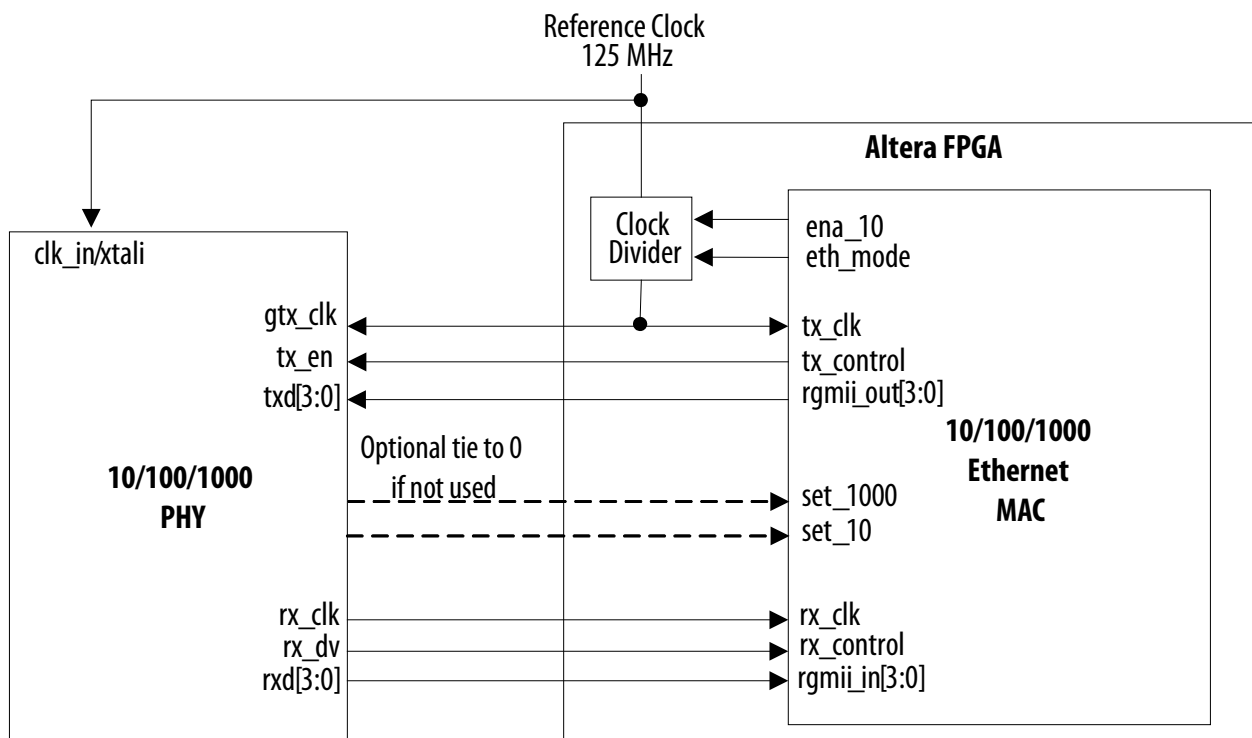 Reference Clock
125 MHz
Altera FPGA
Clock
Divider
ena_10
eth_mode
clk_in/xtali
gtx_clk
tx_clk
tx_en
tx_control
txd[3:0]
rgmii_out[3:0]
Optional tie to 0
if not used
10/100/1000
PHY
10/100/1000
Ethernet
MAC
set_1000
set_10
rx_clk
rx_clk
rx_dv
rx_control
rxd[3:0]
rgmii_in[3:0]